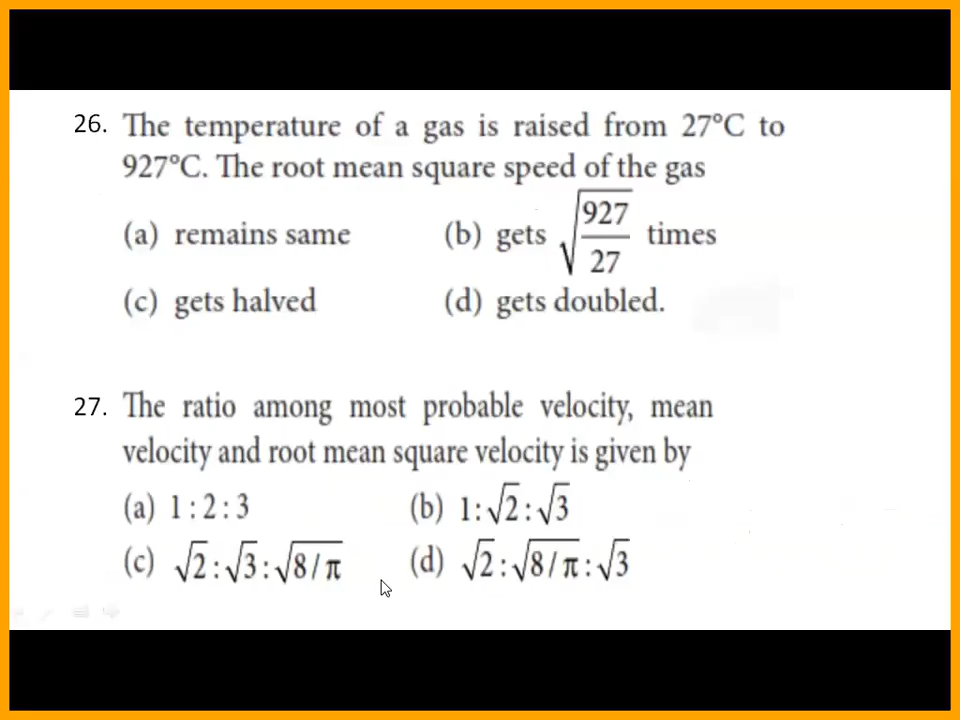 26. The temperature of a gas is raised from 27°C to
927°C. The root mean square speed of the gas
(a) remains same (b) gets √(927/27) times
(c) gets halved (d) gets doubled.
27. The ratio among most probable velocity, mean
velocity and root mean square velocity is given by
(a) 1 : 2 : 3 (b) 1 : √2 : √3
(c) √2 : √3 : √(8/π) (d) √2 : √(8/π) : √3